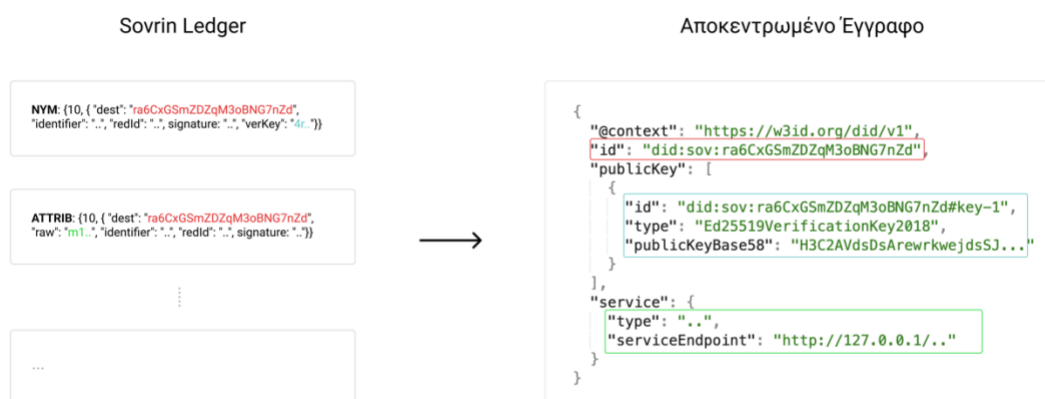 Sovrin Ledger
Αποκεντρωμένο Έγγραφο
NYM: {10, { "dest": "ra6CxGSmZDZqM3oBNG7nZd",
"identifier": "..", "redId": "..", signature: "..", "verKey": "4r.."}}
ATTRIB: {10, { "dest": "ra6CxGSmZDZqM3oBNG7nZd",
"raw": "m1..", "identifier": "..", "redId": "..", signature: ".."}}
...
{
"@context": "https://w3id.org/did/v1",
"id": "did:sov:ra6CxGSmZDZqM3oBNG7nZd",
"publicKey": [
{
"id": "did:sov:ra6CxGSmZDZqM3oBNG7nZd#key-1",
"type": "Ed25519VerificationKey2018",
"publicKeyBase58": "H3C2AVdsDsArewrkwejdsSJ..."
}
],
"service": {
"type": "..",
"serviceEndpoint": "http://127.0.0.1/.."
}
}